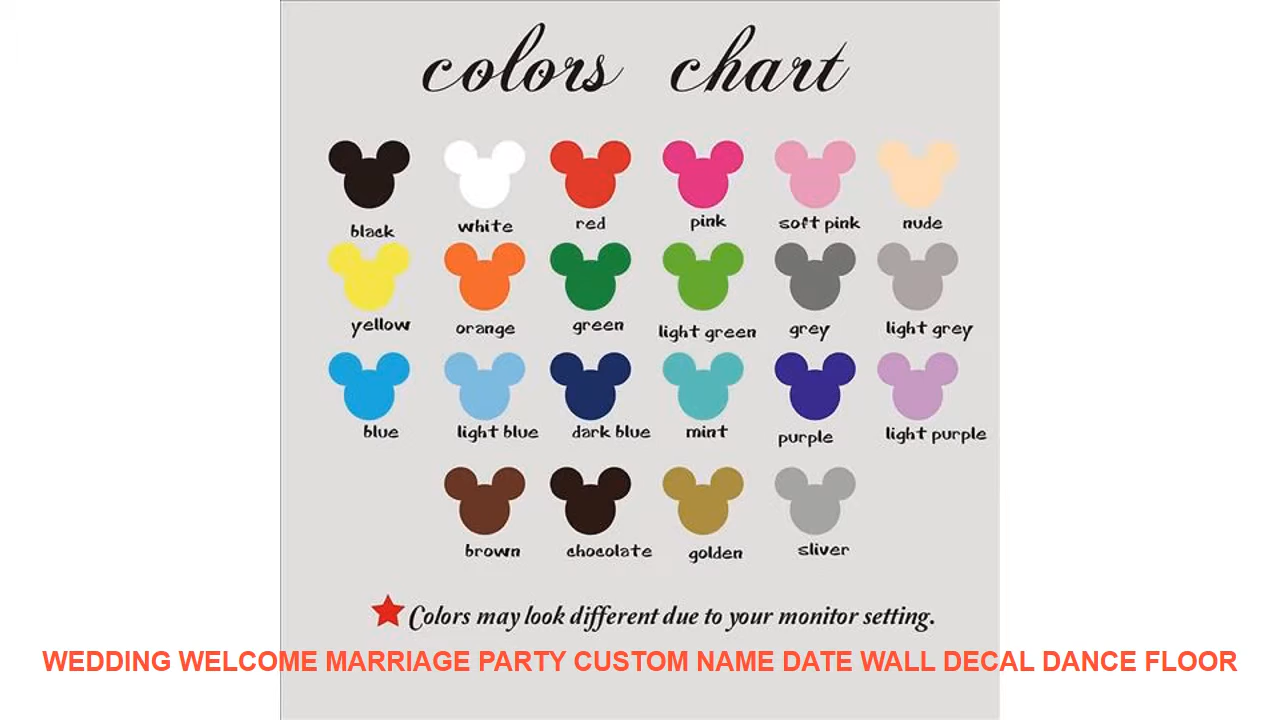 colors chart
black white red pink soft pink nude
yellow orange green light green grey light grey
blue light blue dark blue mint purple light purple
brown chocolate golden sliver
Colors may look different due to your monitor setting.
WEDDING WELCOME MARRIAGE PARTY CUSTOM NAME DATE WALL DECAL DANCE FLOOR